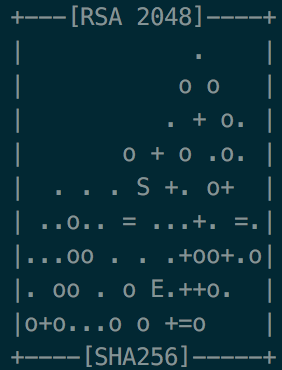 +---[RSA 2048]----+
|            .    |
|           o o   |
|          . + o. |
|       o + o .o. |
|  . . . S +. o+  |
| ..o.. = ...+. =.|
|...oo . . .+oo+.o|
|. oo . o E.++o.  |
|o+o...o o +=o    |
+----[SHA256]-----+